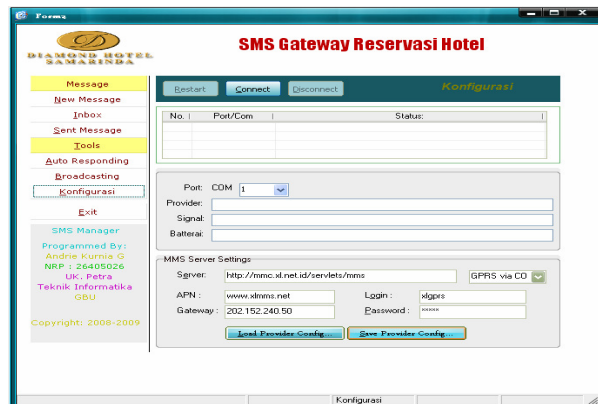 Forma
DIAMOND HOTEL
SAMARINDA
SMS Gateway Reservasi Hotel
Message
New Message
Inbox
Sent Message
Tools
Auto Responding
Broadcasting
Konfigurasi
Exit
SMS Manager
Programmed By:
Andrie Kurnia G
NRP : 26405026
UK. Petra
Teknik Informatika
GBU
Copyright: 2008-2009
Restart Connect Disconnect Konfigurasi
No. Port/Com Status:
Port: COM 1
Provider:
Signal:
Batterai:
MMS Server Settings
Server: http://mmc.xl.net.id/servlets/mms GPRS via CO
APN : www.xlmms.net Login : xlgprs
Gateway : 202.152.240.50 Password : *****
Load Provider Config... Save Provider Config...
Konfigurasi